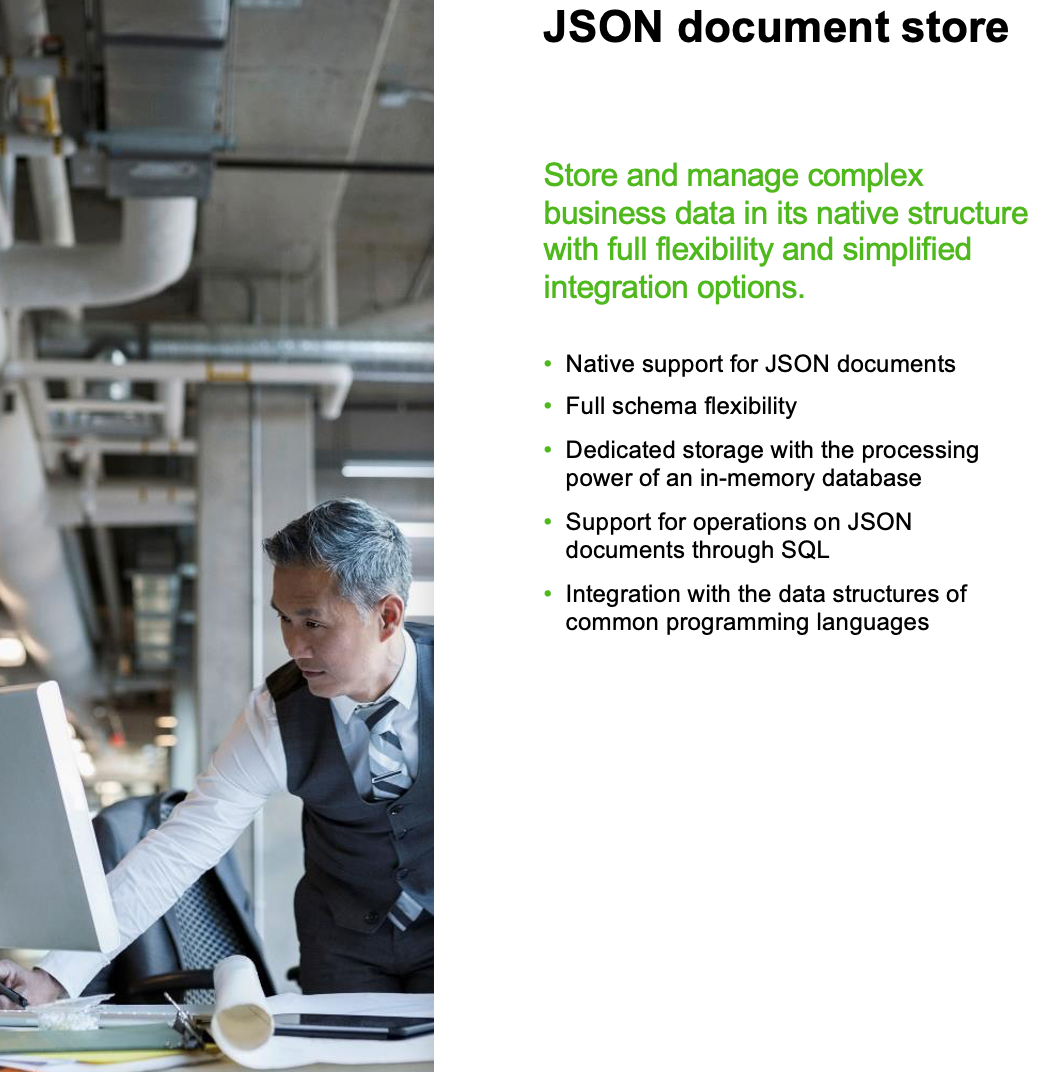 JSON document store
Store and manage complex
business data in its native structure
with full flexibility and simplified
integration options.
• Native support for JSON documents
• Full schema flexibility
• Dedicated storage with the processing
power of an in-memory database
• Support for operations on JSON
documents through SQL
• Integration with the data structures of
common programming languages